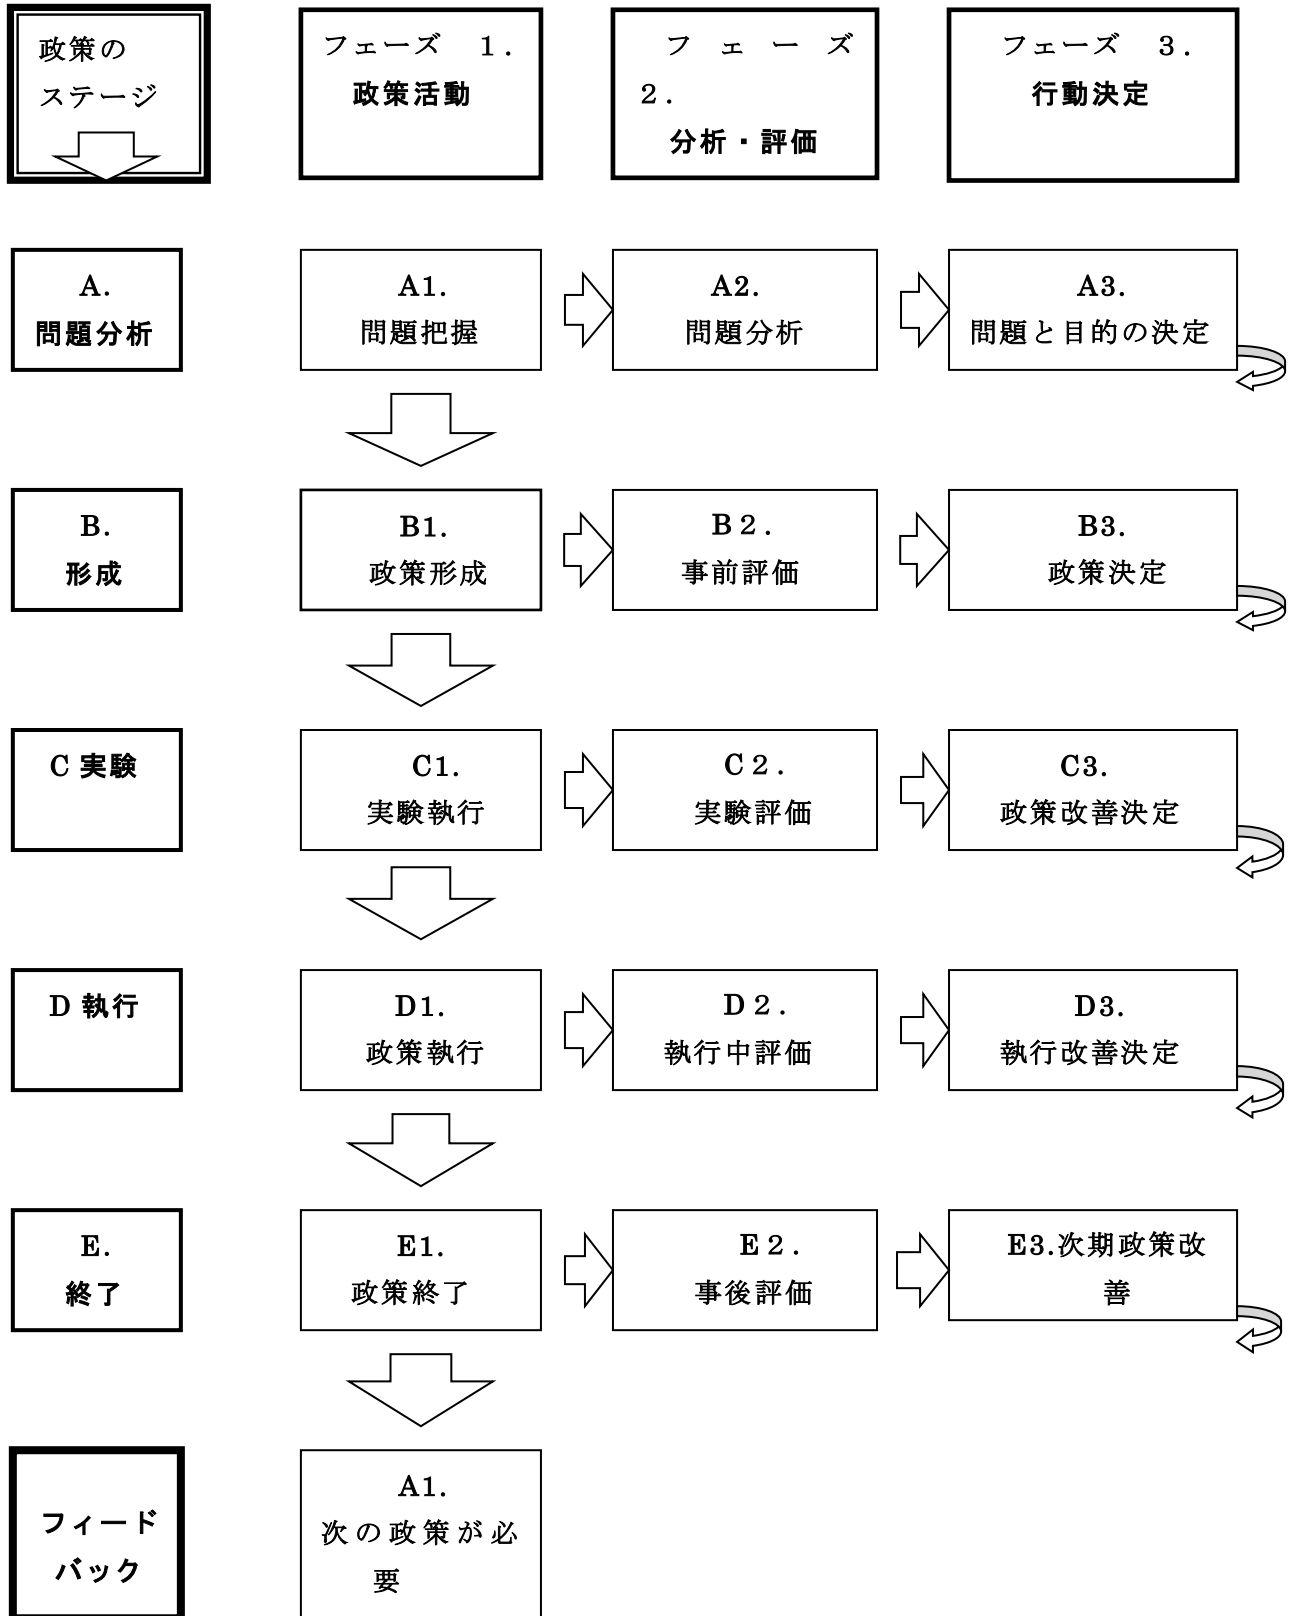 政策の
ステージ
フェーズ　１．
政策活動
フェーズ
２．
分析・評価
フェーズ　３．
行動決定
A.
問題分析
A1.
問題把握
A2.
問題分析
A3.
問題と目的の決定
B.
形成
B1.
政策形成
B２．
事前評価
B3.
政策決定
C 実験
C1.
実験執行
C２．
実験評価
C3.
政策改善決定
D 執行
D1.
政策執行
D２．
執行中評価
D3.
執行改善決定
E.
終了
E1.
政策終了
E２．
事後評価
E3.次期政策改
善
フィード
バック
A1.
次の政策が必
要